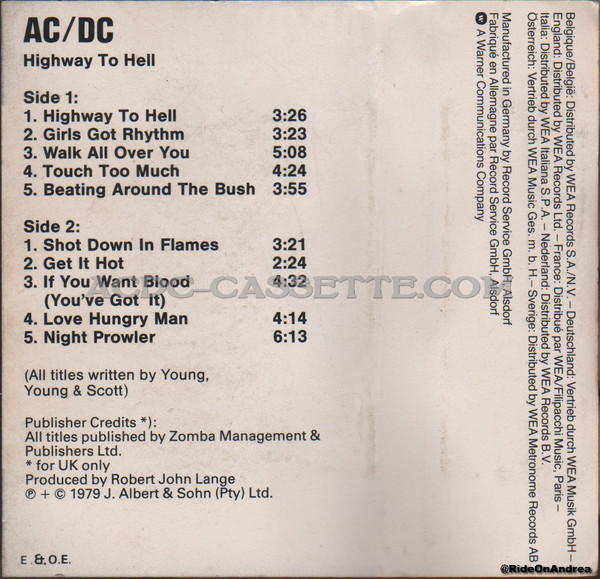 AC/DC
Highway To Hell
Side 1:
1. Highway To Hell 3:26
2. Girls Got Rhythm 3:23
3. Walk All Over You 5:08
4. Touch Too Much 4:24
5. Beating Around The Bush 3:55
Side 2:
1. Shot Down In Flames 3:21
2. Get It Hot 2:24
3. If You Want Blood 4:32
(You've Got It)
4. Love Hungry Man 4:14
5. Night Prowler 6:13
(All titles written by Young,
Young & Scott)
Publisher Credits *):
All titles published by Zomba Management &
Publishers Ltd.
* for UK only
Produced by Robert John Lange
℗ + © 1979 J. Albert & Sohn (Pty) Ltd.
E. & O.E.
Belgique/België: Distributed by WEA Records S.A./N.V. – Deutschland: Vertrieb durch WEA Musik GmbH –
England: Distributed by WEA Records Ltd. – France: Distribué par WEA/Filipacchi Music, Paris –
Italia: Distributed by WEA Italiana S.P.A. – Nederland: Distributed by WEA Records B.V.
Österreich: Vertrieb durch WEA Music Ges. m. b. H – Sverige: Distributed by WEA Metronome Records AB
Manufactured in Germany by Record Service GmbH, Alsdorf
Fabriqué en Allemagne par Record Service GmbH, Alsdorf
A Warner Communications Company
ACDC-CASSETTE.COM
@RideOnAndrea